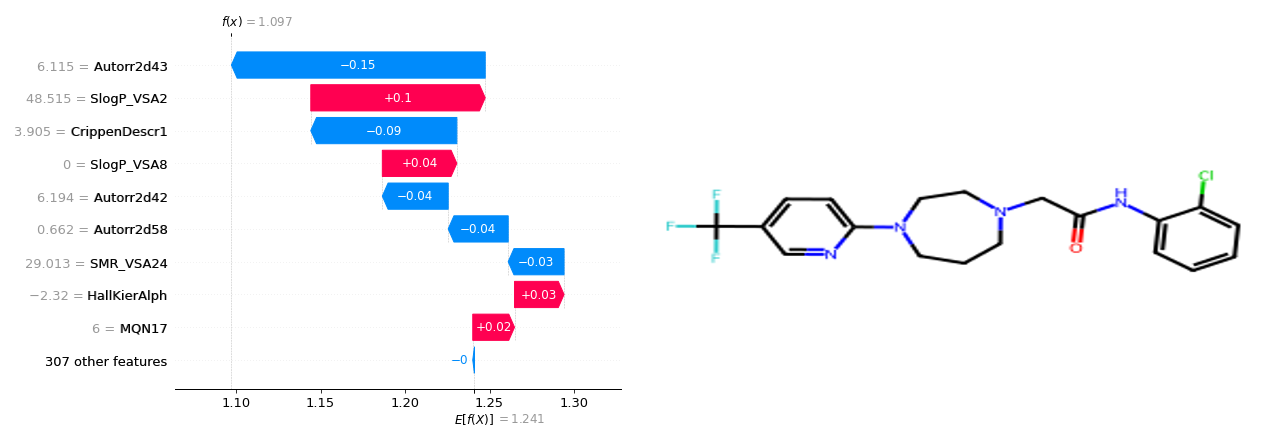 f(x) = 1.097
6.115 = Autorr2d43
−0.15
48.515 = SlogP_VSA2
+0.1
3.905 = CrippenDescr1
−0.09
0 = SlogP_VSA8
+0.04
6.194 = Autorr2d42
−0.04
0.662 = Autorr2d58
−0.04
29.013 = SMR_VSA24
−0.03
−2.32 = HallKierAlph
+0.03
6 = MQN17
+0.02
307 other features
−0
1.10 1.15 1.20 1.25 1.30
E[f(X)] = 1.241
F
F
F
N
N
N
O
H
N
Cl